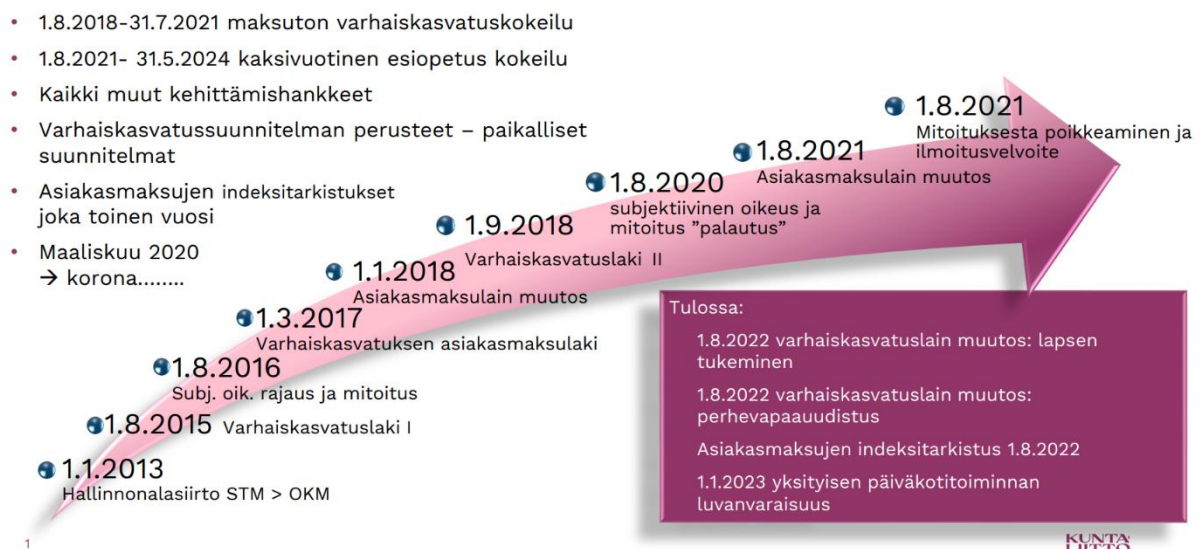 • 1.8.2018-31.7.2021 maksuton varhaiskasvatuskokeilu
• 1.8.2021- 31.5.2024 kaksivuotinen esiopetus kokeilu
• Kaikki muut kehittämishankkeet
• Varhaiskasvatussuunnitelman perusteet – paikalliset
suunnitelmat
• Asiakasmaksujen indeksitarkistukset
joka toinen vuosi
• Maaliskuu 2020
→ korona........
1.8.2021
Mitoituksesta poikkeaminen ja
ilmoitusvelvoite
1.8.2021
Asiakasmaksulain muutos
1.8.2020
subjektiivinen oikeus ja
mitoitus ”palautus”
1.9.2018
Varhaiskasvatuslaki II
1.1.2018
Asiakasmaksulain muutos
1.3.2017
Varhaiskasvatuksen asiakasmaksulaki
1.8.2016
Subj. oik. rajaus ja mitoitus
1.8.2015 Varhaiskasvatuslaki I
1.1.2013
Hallinnonalasiirto STM > OKM
Tulossa:
1.8.2022 varhaiskasvatuslain muutos: lapsen
tukeminen
1.8.2022 varhaiskasvatuslain muutos:
perhevapaauudistus
Asiakasmaksujen indeksitarkistus 1.8.2022
1.1.2023 yksityisen päiväkotitoiminnan
luvanvaraisuus
1
KUNTA
LIITTO